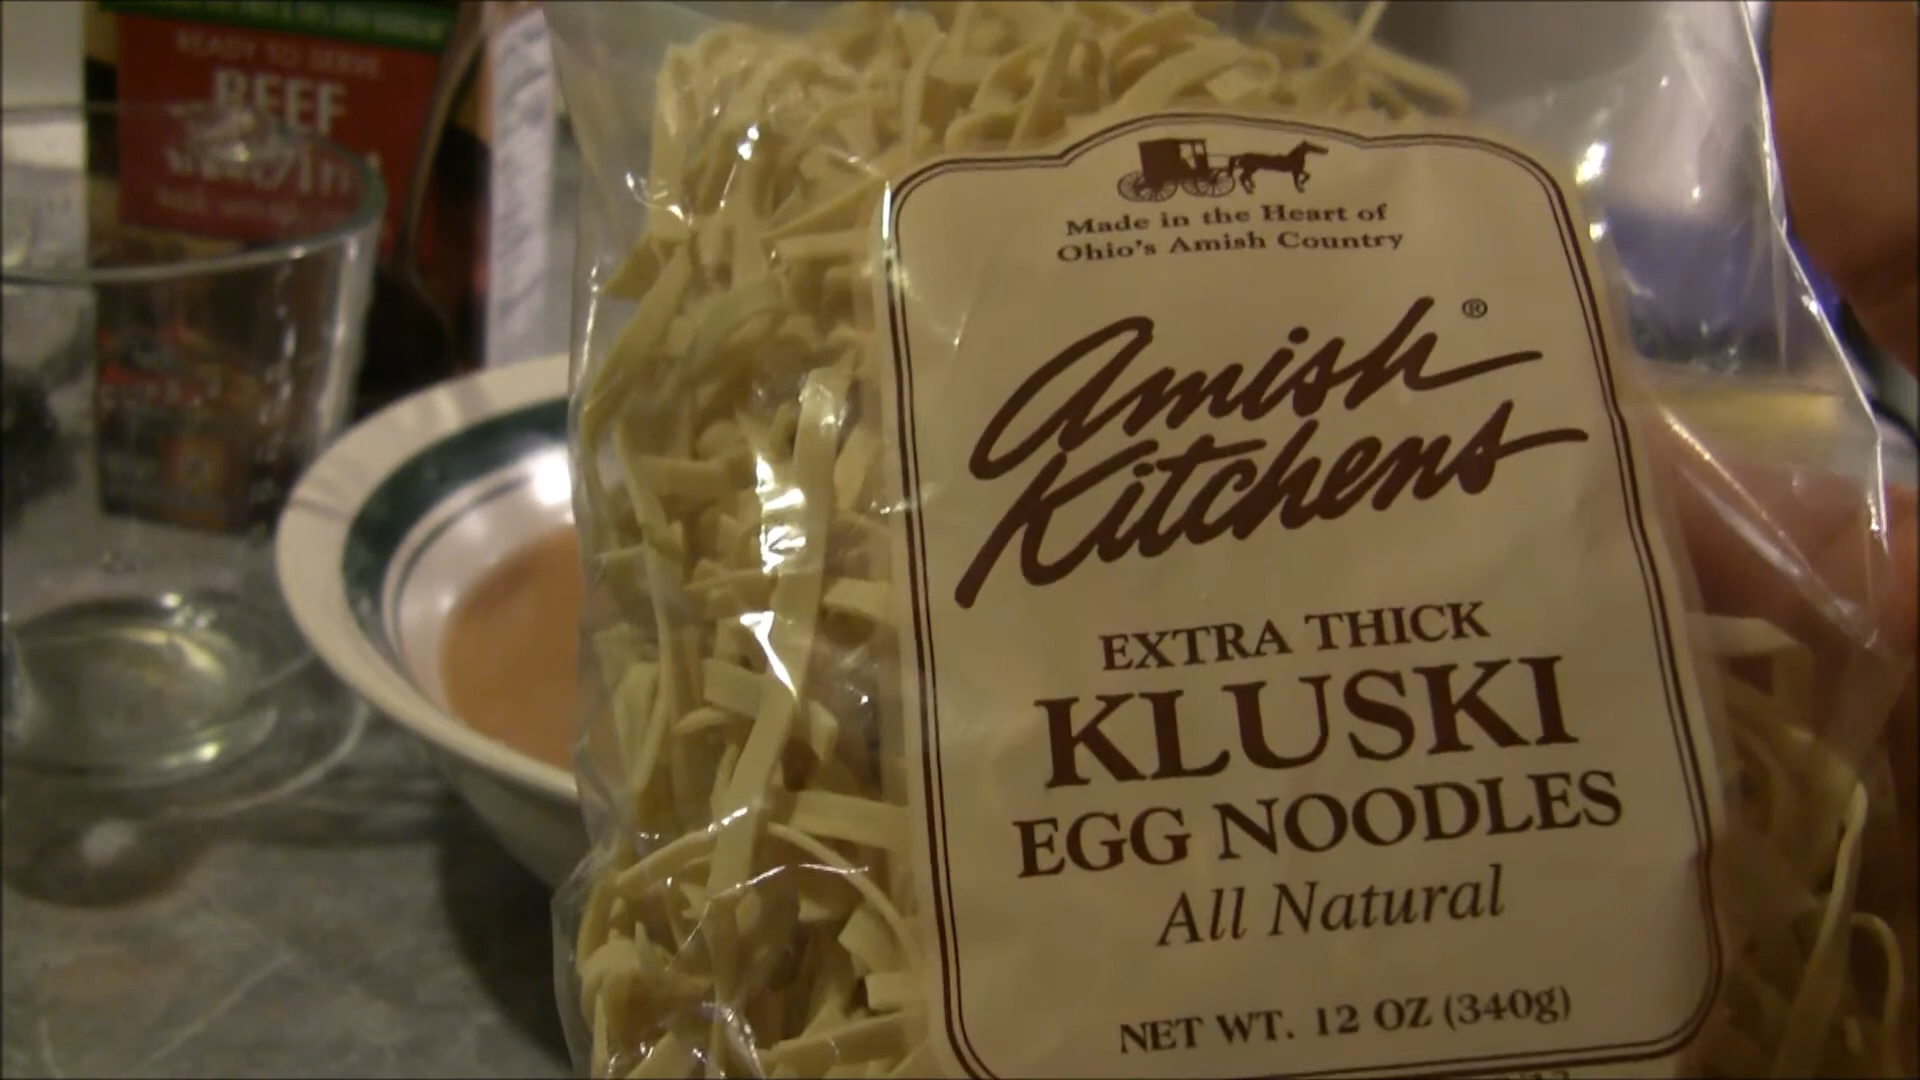 READY TO SERVE
BEEF
Made in the Heart of
Ohio's Amish Country
Amish®
Kitchens
EXTRA THICK
KLUSKI
EGG NOODLES
All Natural
NET WT. 12 OZ (340g)